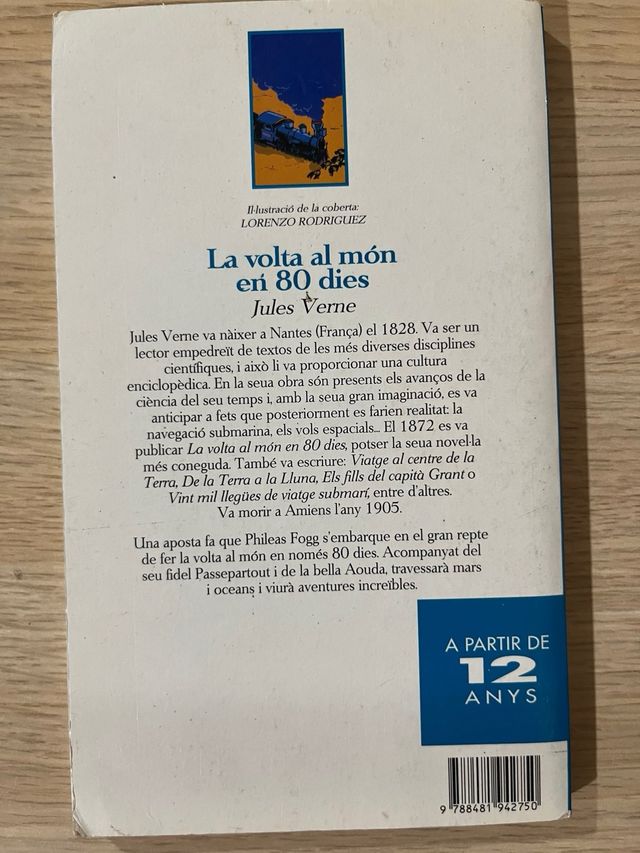 Il·lustració de la coberta:
LORENZO RODRIGUEZ
La volta al món
en 80 dies
Jules Verne
Jules Verne va nàixer a Nantes (França) el 1828. Va ser un
lector empedreït de textos de les més diverses disciplines
científiques, i això li va proporcionar una cultura
enciclopèdica. En la seua obra són presents els avanços de la
ciència del seu temps i, amb la seua gran imaginació, es va
anticipar a fets que posteriorment es farien realitat: la
navegació submarina, els vols espacials... El 1872 es va
publicar La volta al món en 80 dies, potser la seua novel·la
més coneguda. També va escriure: Viatge al centre de la
Terra, De la Terra a la Lluna, Els fills del capità Grant o
Vint mil llegües de viatge submarí, entre d'altres.
Va morir a Amiens l'any 1905.
Una aposta fa que Phileas Fogg s'embarque en el gran repte
de fer la volta al món en només 80 dies. Acompanyat del
seu fidel Passepartout i de la bella Aouda, travessarà mars
i oceans i viurà aventures increïbles.
A PARTIR DE
12
ANYS
9 788481 942750